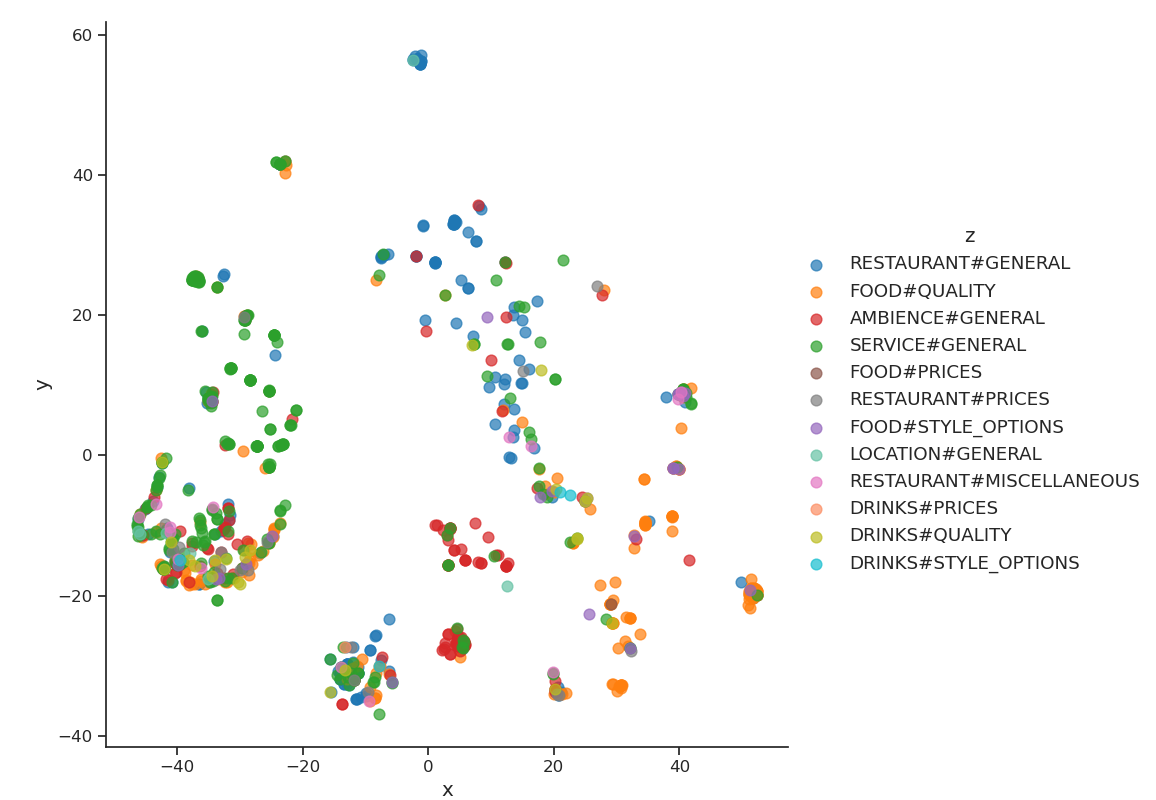 60
40
20
0
−20
−40
y
−40
−20
0
20
40
x
z
RESTAURANT#GENERAL
FOOD#QUALITY
AMBIENCE#GENERAL
SERVICE#GENERAL
FOOD#PRICES
RESTAURANT#PRICES
FOOD#STYLE_OPTIONS
LOCATION#GENERAL
RESTAURANT#MISCELLANEOUS
DRINKS#PRICES
DRINKS#QUALITY
DRINKS#STYLE_OPTIONS